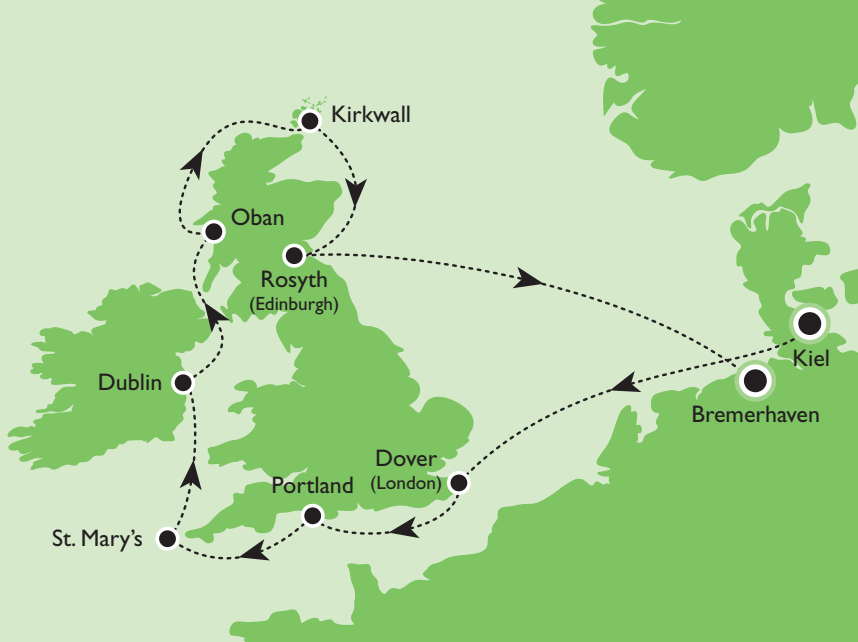 Kirkwall
Oban
Rosyth
(Edinburgh)
Kiel
Dublin
Bremerhaven
Dover
(London)
Portland
St. Mary's